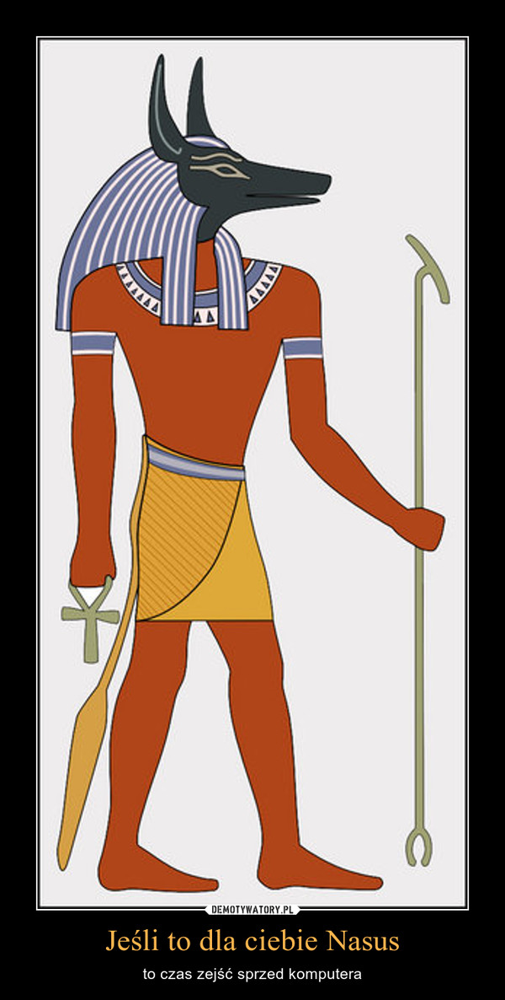 DEMOTYWATORY.PL
Jeśli to dla ciebie Nasus
to czas zejść sprzed komputera